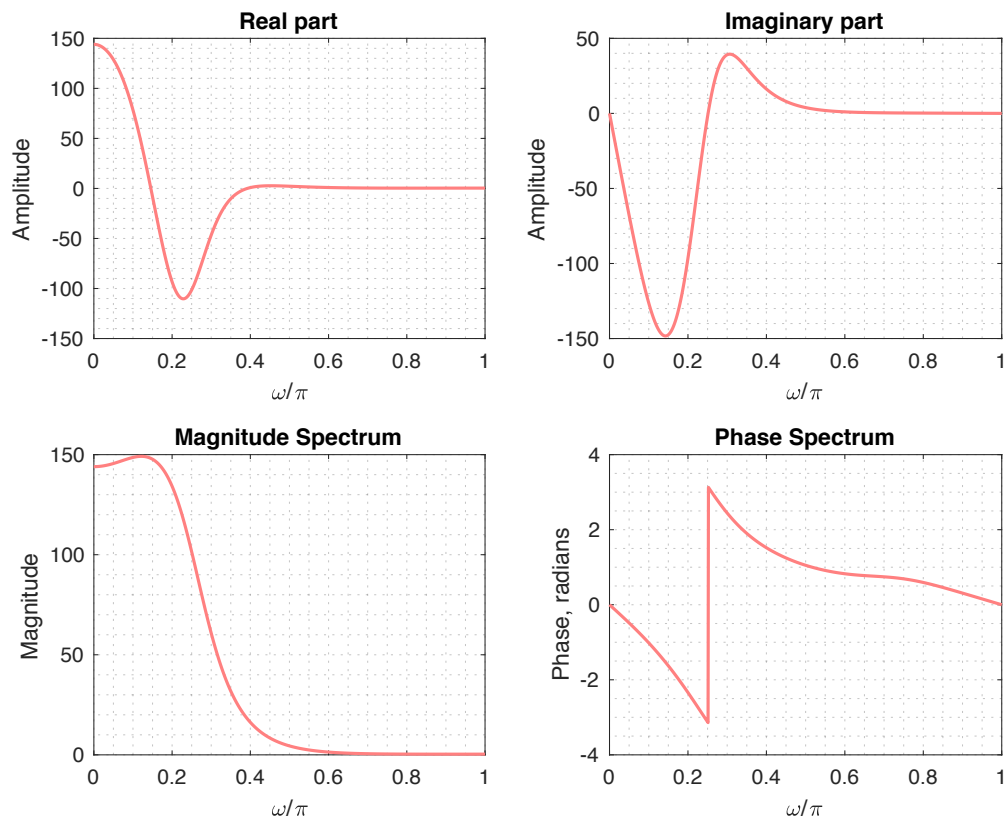 Real part
Amplitude
150
100
50
0
-50
-100
-150
0 0.2 0.4 0.6 0.8 1
ω/π
Imaginary part
Amplitude
50
0
-50
-100
-150
0 0.2 0.4 0.6 0.8 1
ω/π
Magnitude Spectrum
Magnitude
150
100
50
0
0 0.2 0.4 0.6 0.8 1
ω/π
Phase Spectrum
Phase, radians
4
2
0
-2
-4
0 0.2 0.4 0.6 0.8 1
ω/π